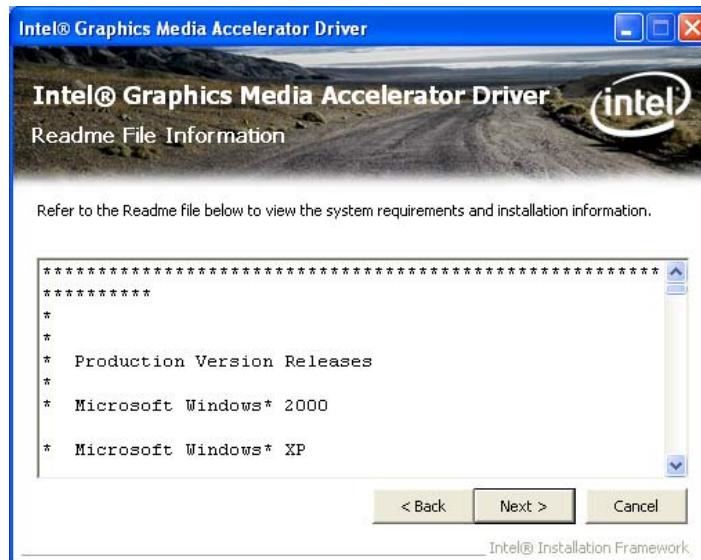 Intel® Graphics Media Accelerator Driver
Intel® Graphics Media Accelerator Driver
intel
Readme File Information
Refer to the Readme file below to view the system requirements and installation information.
********************************************************
**********
*
*
* Production Version Releases
*
* Microsoft Windows* 2000
* Microsoft Windows* XP
< Back
Next >
Cancel
Intel® Installation Framework